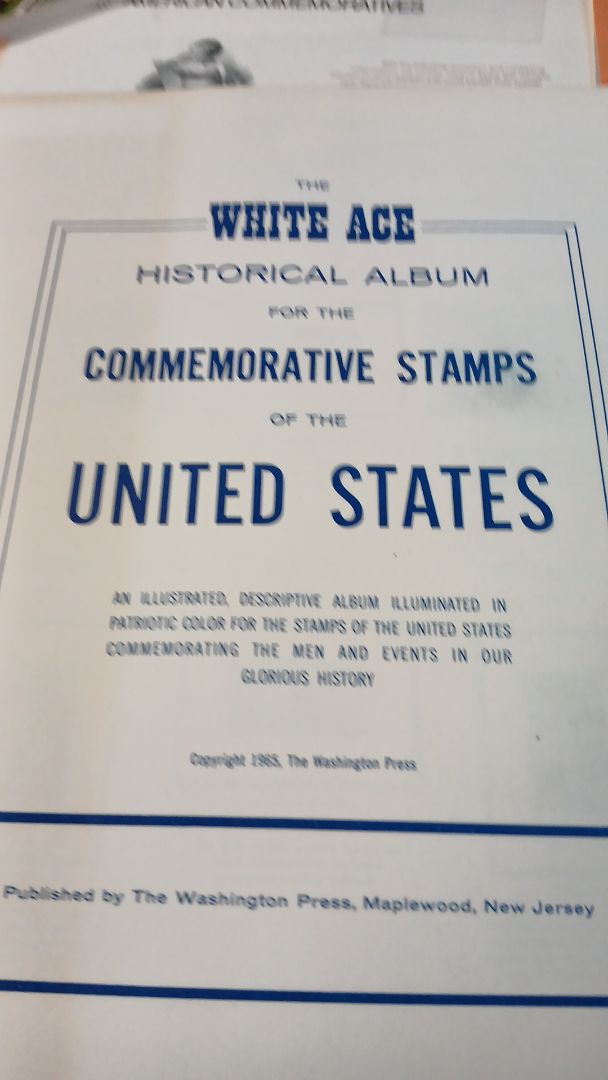 AMERICAN COMMEMORATIVES
THE
WHITE ACE
HISTORICAL ALBUM
FOR THE
COMMEMORATIVE STAMPS
OF THE
UNITED STATES
AN ILLUSTRATED, DESCRIPTIVE ALBUM ILLUMINATED IN
PATRIOTIC COLOR FOR THE STAMPS OF THE UNITED STATES
COMMEMORATING THE MEN AND EVENTS IN OUR
GLORIOUS HISTORY
Copyright 1965, The Washington Press
Published by The Washington Press, Maplewood, New Jersey